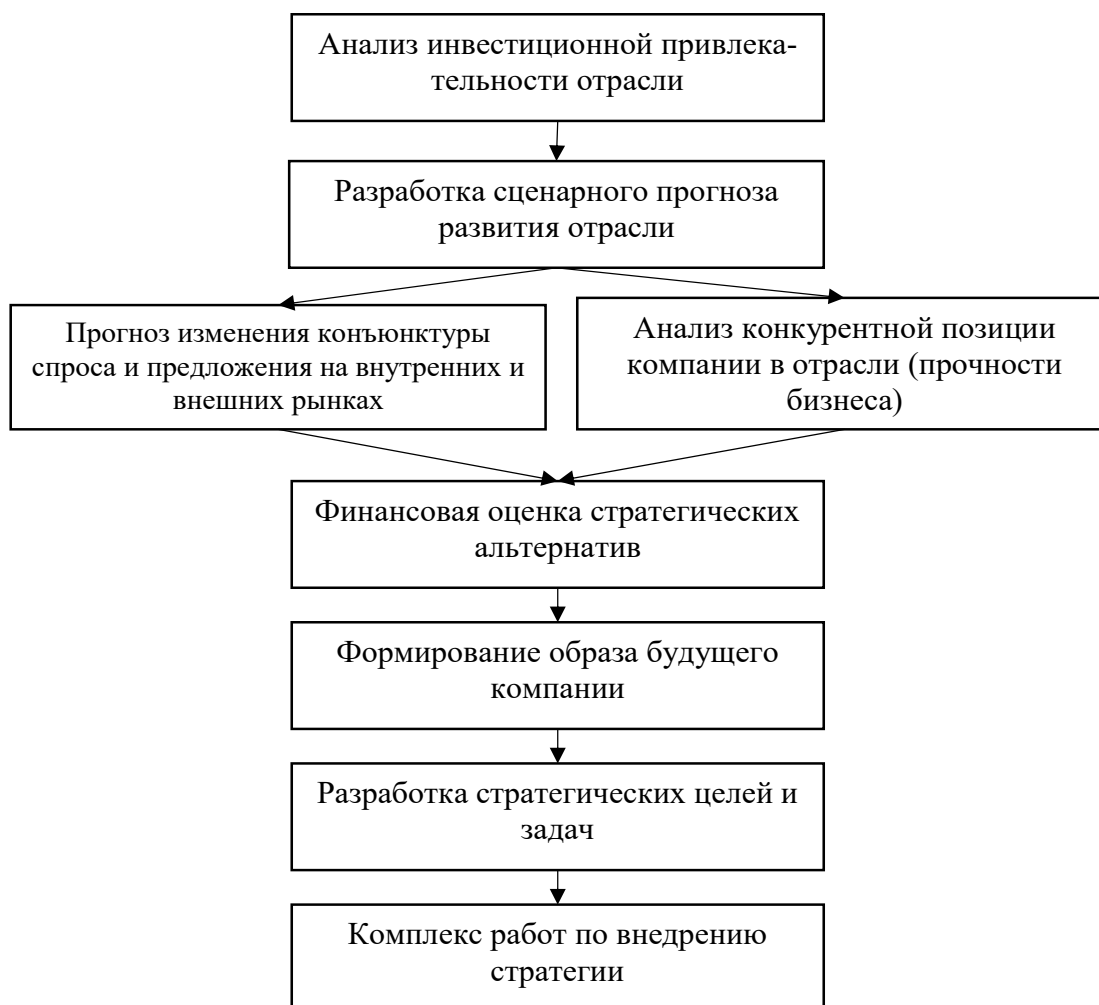 Анализ инвестиционной привлека-
тельности отрасли
Разработка сценарного прогноза
развития отрасли
Прогноз изменения конъюнктуры
спроса и предложения на внутренних и
внешних рынках
Анализ конкурентной позиции
компании в отрасли (прочности
бизнеса)
Финансовая оценка стратегических
альтернатив
Формирование образа будущего
компании
Разработка стратегических целей и
задач
Комплекс работ по внедрению
стратегии